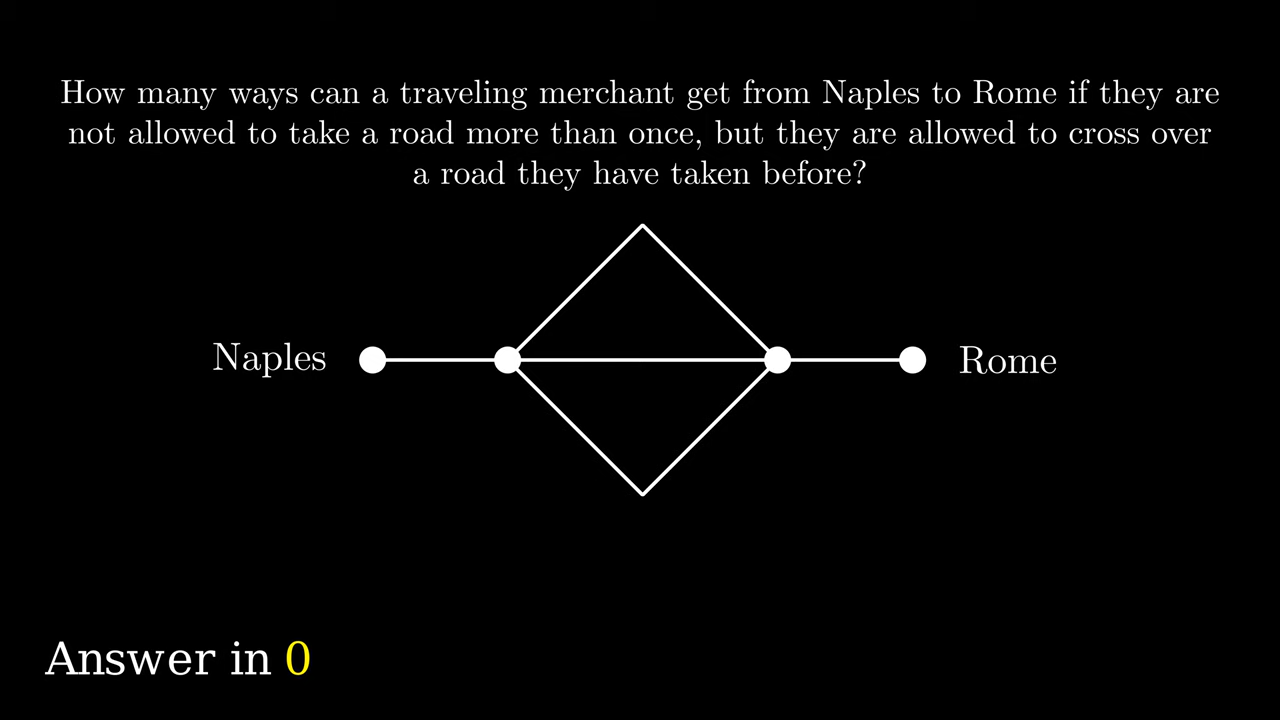 How many ways can a traveling merchant get from Naples to Rome if they are
not allowed to take a road more than once, but they are allowed to cross over
a road they have taken before?
Naples
Rome
Answer in 0